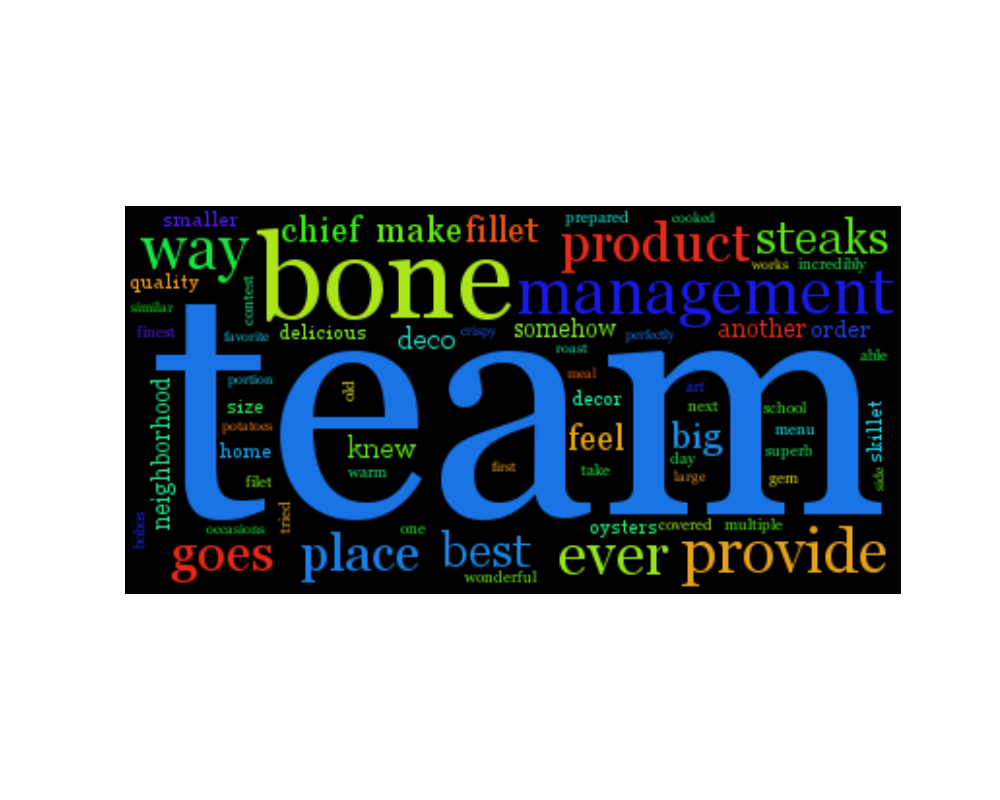 smaller
prepared
cooked
chief make fillet
way
product
steaks
bone
works incredibly
quality
management
contest
similar
finest
favorite
delicious
deco
crispy
somehow
perfectly
another order
team
roast
able
meal
portion
old
art
neighborhood
size
decor
next
school
skillet
potatoes
feel
big
menu
home
knew
superb
day
first
warm
take
large
gem
filet
side
bobos
tried
occasions
one
oysters
covered
multiple
goes
place
best
ever
provide
wonderful